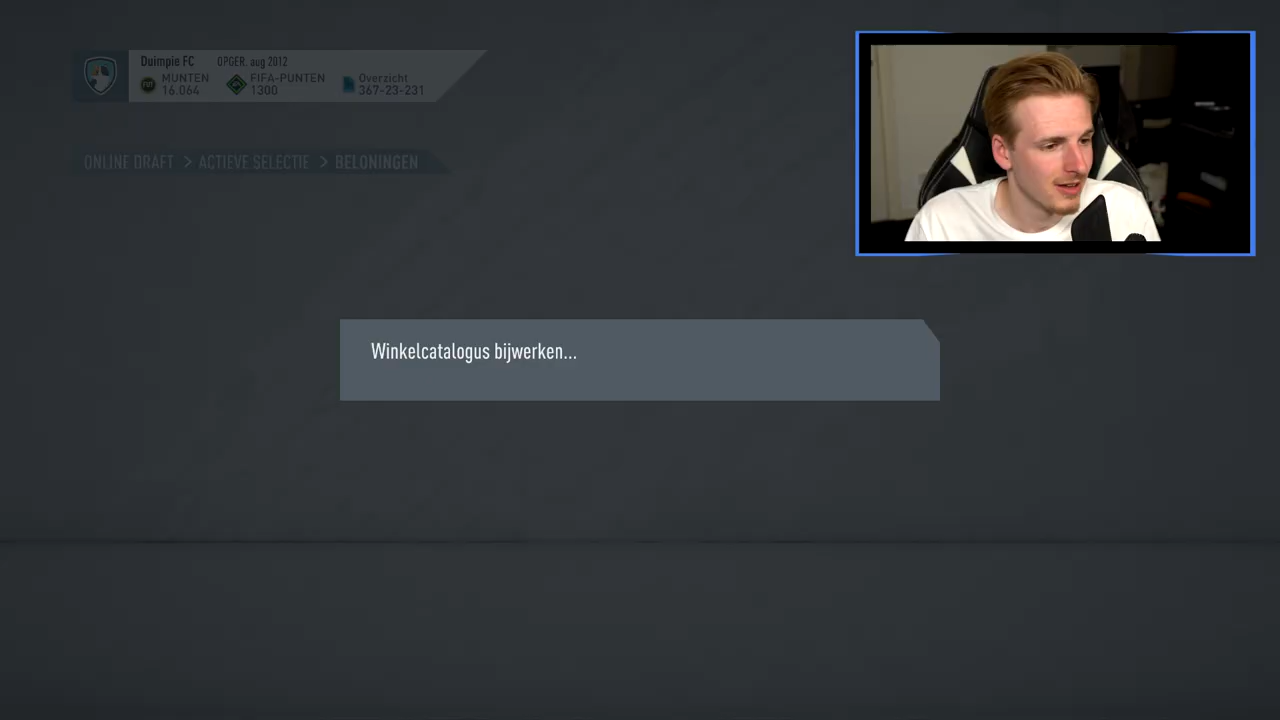 Duimpie FC OPGER. aug 2012
MUNTEN FIFA-PUNTEN Overzicht
16.064 1300 367-23-231
ONLINE DRAFT > ACTIEVE SELECTIE > BELONINGEN
Winkelcatalogus bijwerken...